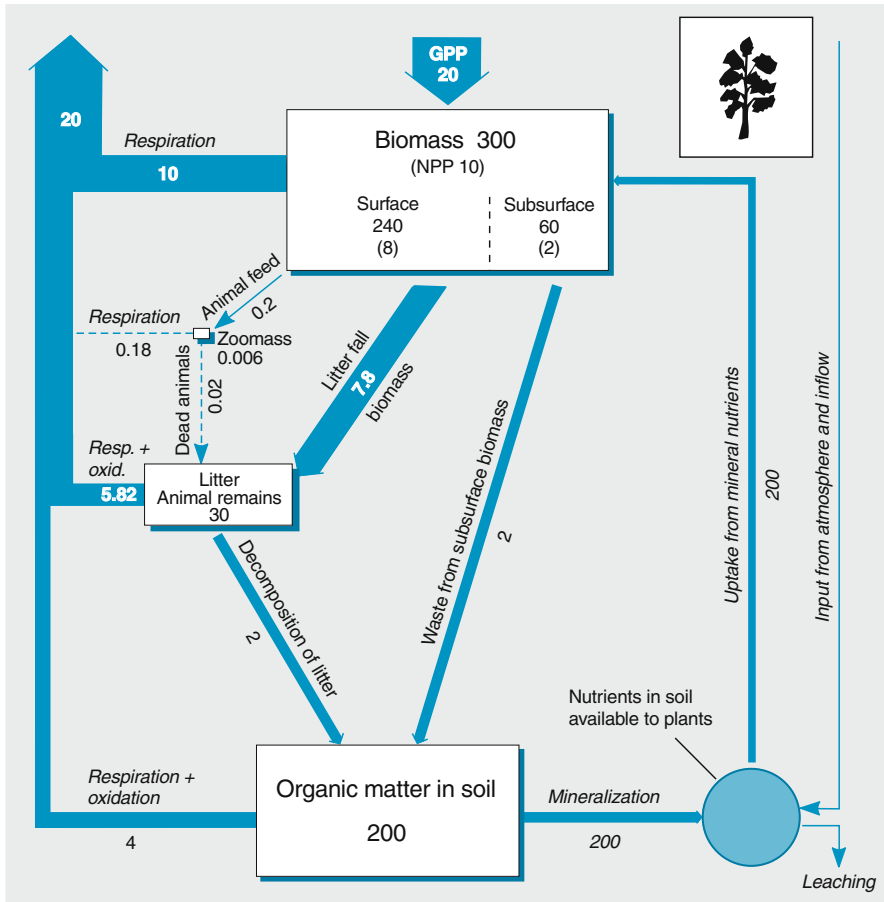 GPP
20
20
Respiration
10
Biomass 300
(NPP 10)
Surface
240
(8)
Subsurface
60
(2)
Animal feed
0.2
Respiration
0.18
Zoomass
0.006
Dead animals
0.02
Litter fall
7.8
biomass
Resp. +
oxid.
5.82
Litter
Animal remains
30
Decomposition of litter
2
Waste from subsurface biomass
2
Uptake from mineral nutrients
200
Input from atmosphere and inflow
Nutrients in soil
available to plants
Respiration +
oxidation
4
Organic matter in soil
200
Mineralization
200
Leaching